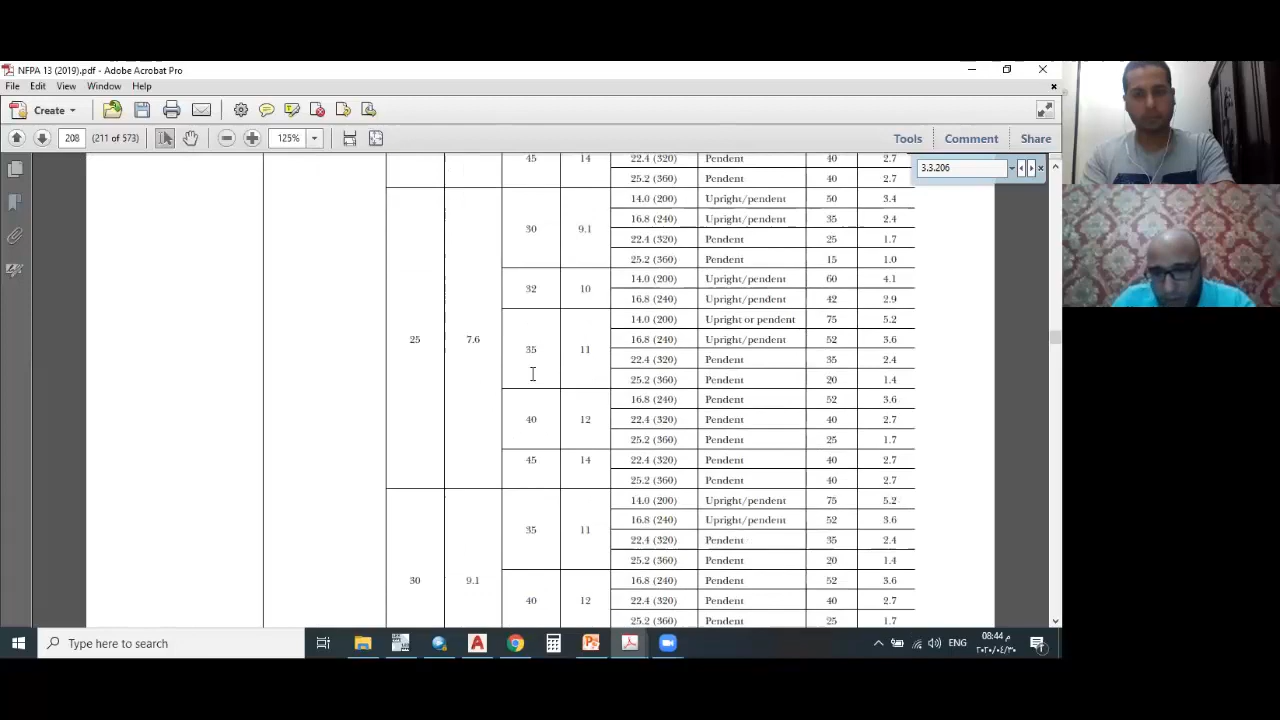 NFPA 13 (2019).pdf - Adobe Acrobat Pro
File Edit View Window Help
Create
208 (211 of 573) 125% Tools Comment Share
3.3.206
45 14 22.4 (320) Pendent 40 2.7
25.2 (360) Pendent 40 2.7
25 7.6 30 9.1 14.0 (200) Upright/pendent 50 3.4
16.8 (240) Upright/pendent 35 2.4
22.4 (320) Pendent 25 1.7
25.2 (360) Pendent 15 1.0
32 10 14.0 (200) Upright/pendent 60 4.1
16.8 (240) Upright/pendent 42 2.9
35 11 14.0 (200) Upright or pendent 75 5.2
16.8 (240) Upright/pendent 52 3.6
22.4 (320) Pendent 35 2.4
25.2 (360) Pendent 20 1.4
40 12 16.8 (240) Pendent 52 3.6
22.4 (320) Pendent 40 2.7
25.2 (360) Pendent 25 1.7
45 14 22.4 (320) Pendent 40 2.7
25.2 (360) Pendent 40 2.7
30 9.1 35 11 14.0 (200) Upright/pendent 75 5.2
16.8 (240) Upright/pendent 52 3.6
22.4 (320) Pendent 35 2.4
25.2 (360) Pendent 20 1.4
40 12 16.8 (240) Pendent 52 3.6
22.4 (320) Pendent 40 2.7
25.2 (360) Pendent 25 1.7
Type here to search
ENG
08:44 م
٢٠٢٠/٠٤/٣٠